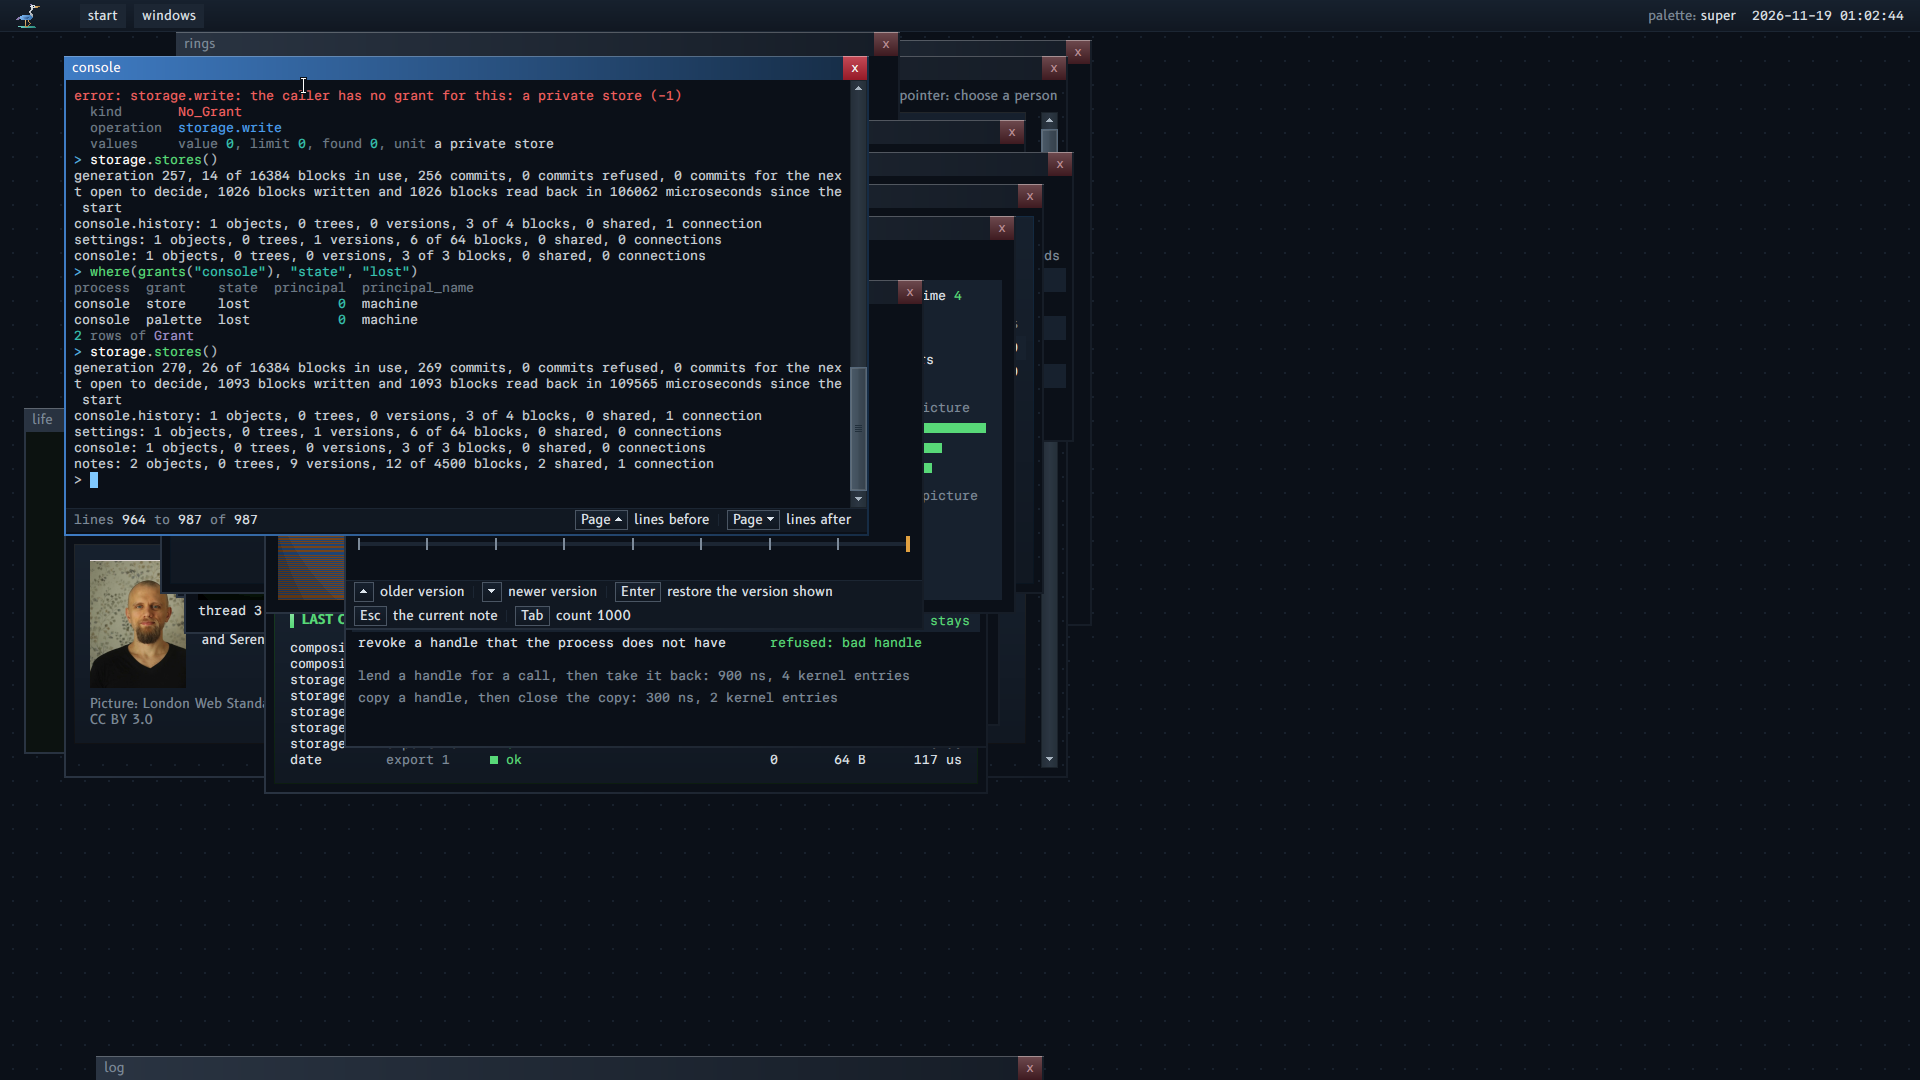 start windows palette: super 2026-11-19 01:02:44
rings x
x
console x
x
error: storage.write: the caller has no grant for this: a private store (-1)
pointer: choose a person
kind No_Grant
operation storage.write
values value 0, limit 0, found 0, unit a private store
x
> storage.stores()
x
generation 257, 14 of 16384 blocks in use, 256 commits, 0 commits refused, 0 commits for the nex
t open to decide, 1026 blocks written and 1026 blocks read back in 106062 microseconds since the
x
start
console.history: 1 objects, 0 trees, 0 versions, 3 of 4 blocks, 0 shared, 1 connection
x
settings: 1 objects, 0 trees, 1 versions, 6 of 64 blocks, 0 shared, 0 connections
console: 1 objects, 0 trees, 0 versions, 3 of 3 blocks, 0 shared, 0 connections
ds
> where(grants("console"), "state", "lost")
process grant state principal principal_name
x
console store lost 0 machine
ime 4
console palette lost 0 machine
2 rows of Grant
> storage.stores()
rs
generation 270, 26 of 16384 blocks in use, 269 commits, 0 commits refused, 0 commits for the nex
t open to decide, 1093 blocks written and 1093 blocks read back in 109565 microseconds since the
start
icture
console.history: 1 objects, 0 trees, 0 versions, 3 of 4 blocks, 0 shared, 1 connection
life
settings: 1 objects, 0 trees, 1 versions, 6 of 64 blocks, 0 shared, 0 connections
console: 1 objects, 0 trees, 0 versions, 3 of 3 blocks, 0 shared, 0 connections
notes: 2 objects, 0 trees, 9 versions, 12 of 4500 blocks, 2 shared, 1 connection
>
picture
lines 964 to 987 of 987 Page lines before Page lines after
older version newer version Enter restore the version shown
Esc the current note Tab count 1000
thread 3
LAST C
stays
and Seren
revoke a handle that the process does not have refused: bad handle
composi
composi
lend a handle for a call, then take it back: 900 ns, 4 kernel entries
storage
storage
copy a handle, then close the copy: 300 ns, 2 kernel entries
Picture: London Web Standa
CC BY 3.0
storage
storage
storage
date export 1 ok 0 64 B 117 us
log x